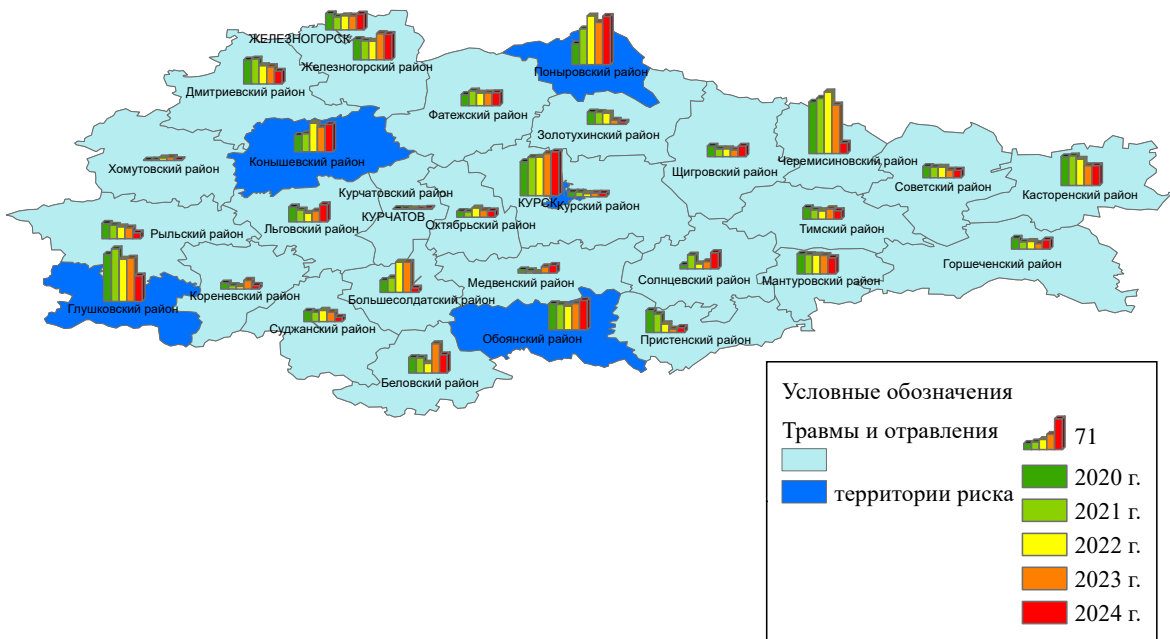 ЖЕЛЕЗНОГОРСК
Железногорский район
Дмитриевский район
Поныровский район
Фатежский район
Золотухинский район
Конышевский район
Хомутовский район
Щигровский район
Черемисиновский район
Советский район
Касторенский район
Курчатовский район
КУРСК
Курский район
КУРЧАТОВ
Октябрьский район
Льговский район
Рыльский район
Тимский район
Горшеченский район
Глушковский район
Кореневский район
Большесолдатский район
Медвенский район
Солнцевский район
Мантуровский район
Суджанский район
Обоянский район
Пристенский район
Беловский район
Условные обозначения
Травмы и отравления
территории риска
71
2020 г.
2021 г.
2022 г.
2023 г.
2024 г.